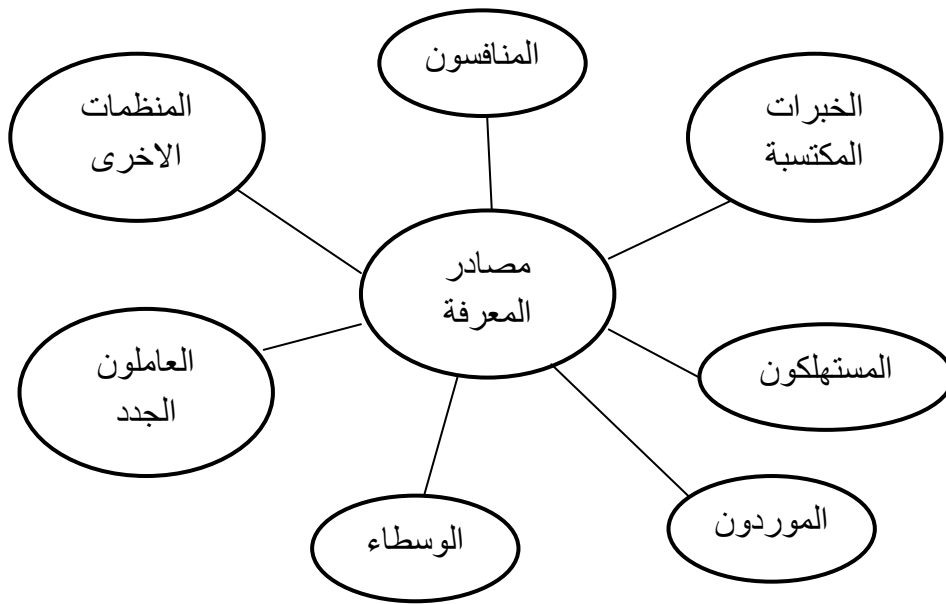 المنافسون
الخبرات
المكتسبة
المنظمات
الاخرى
مصادر
المعرفة
المستهلكون
العاملون
الجدد
الموردون
الوسطاء